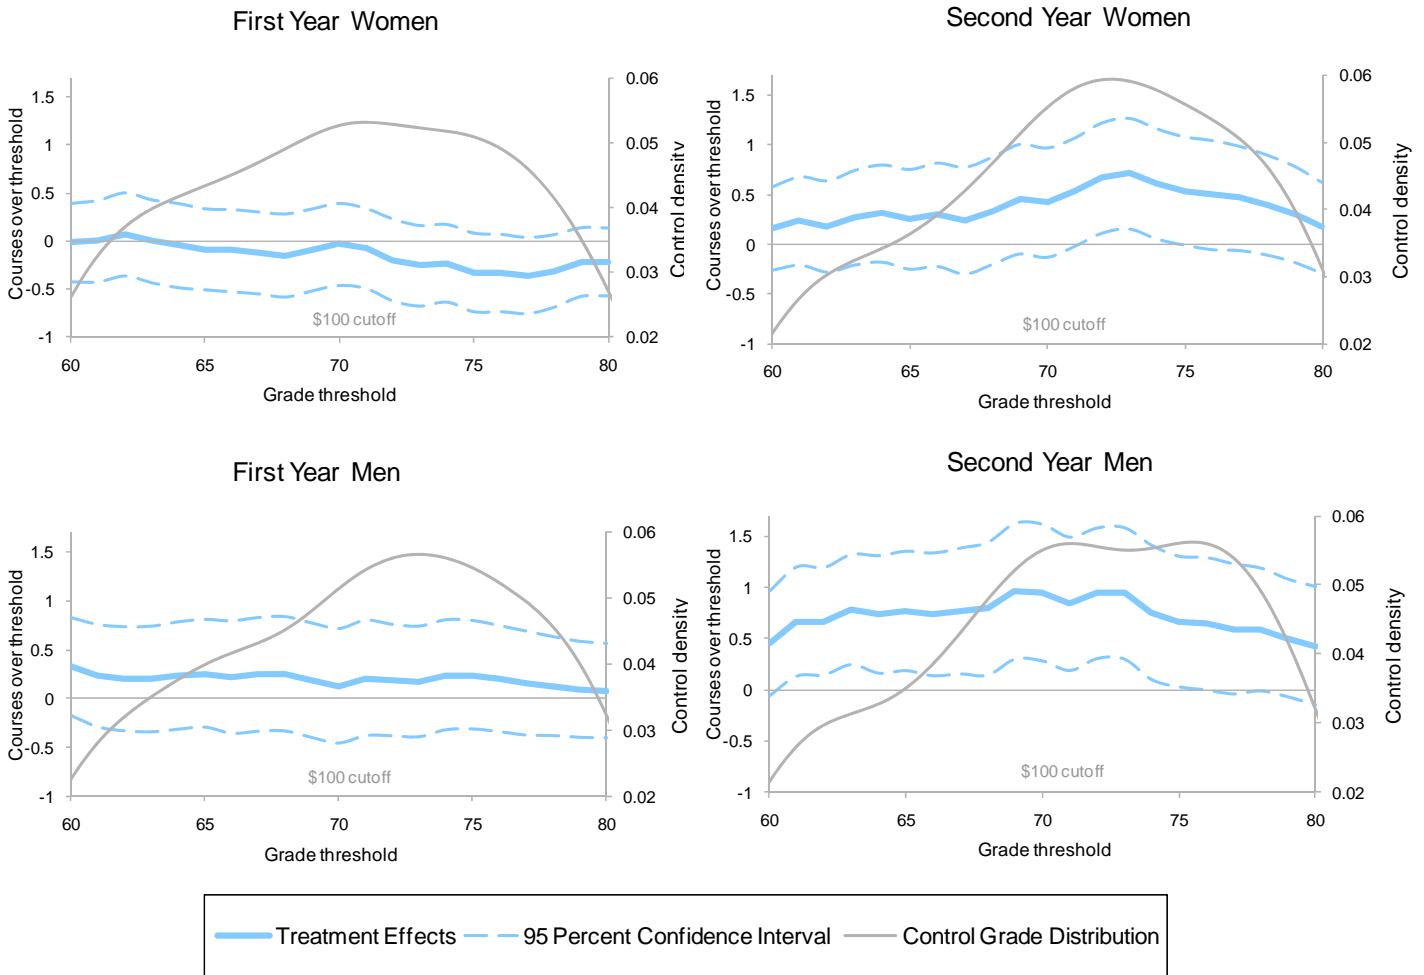 First Year Women
Courses over threshold
1.5
1
0.5
0
-0.5
-1
0.06
0.05
0.04
0.03
0.02
Control density
$100 cutoff
60 65 70 75 80
Grade threshold
Second Year Women
Courses over threshold
1.5
1
0.5
0
-0.5
-1
0.06
0.05
0.04
0.03
0.02
Control density
$100 cutoff
60 65 70 75 80
Grade threshold
First Year Men
Courses over threshold
1.5
1
0.5
0
-0.5
-1
0.06
0.05
0.04
0.03
0.02
Control density
$100 cutoff
60 65 70 75 80
Grade threshold
Second Year Men
Courses over threshold
1.5
1
0.5
0
-0.5
-1
0.06
0.05
0.04
0.03
0.02
Control density
$100 cutoff
60 65 70 75 80
Grade threshold
Treatment Effects 95 Percent Confidence Interval Control Grade Distribution